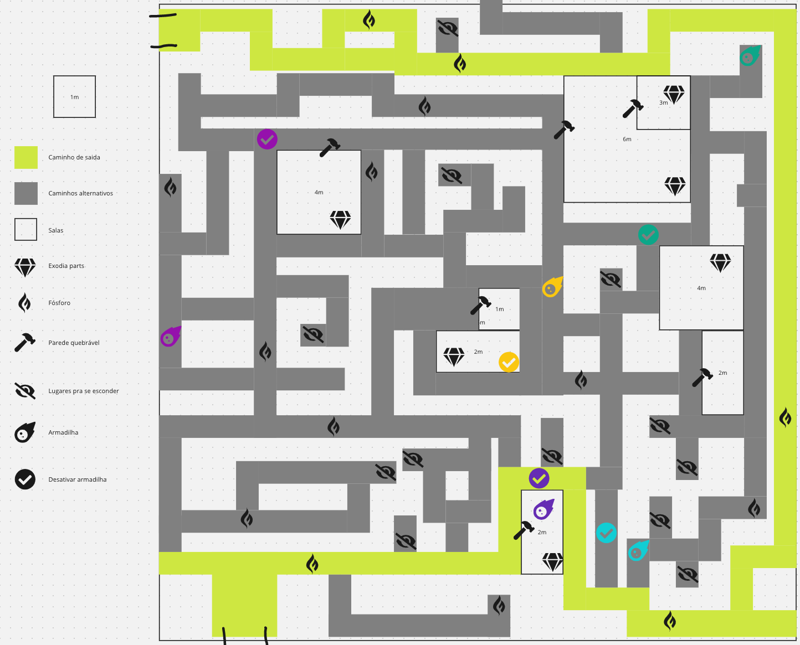 1m
Caminho de saida
Caminhos alternativos
Salas
Exodia parts
Fósforo
Parede quebrável
Lugares pra se esconder
Armadilha
Desativar armadilha
3m
6m
4m
4m
1m
m
2m
2m
2m